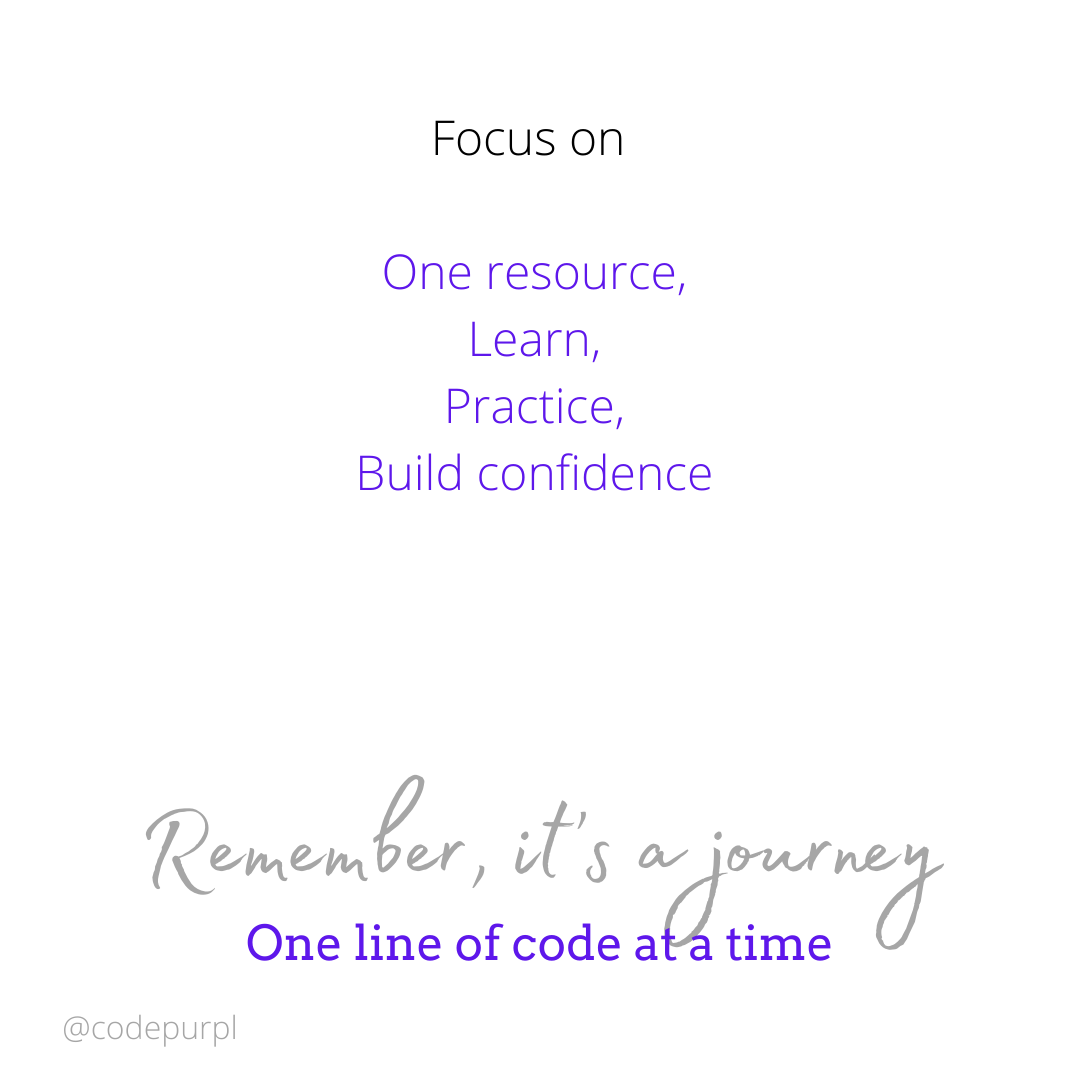 Focus on
One resource,
Learn,
Practice,
Build confidence
Remember, it's a journey
One line of code at a time
@codepurpl